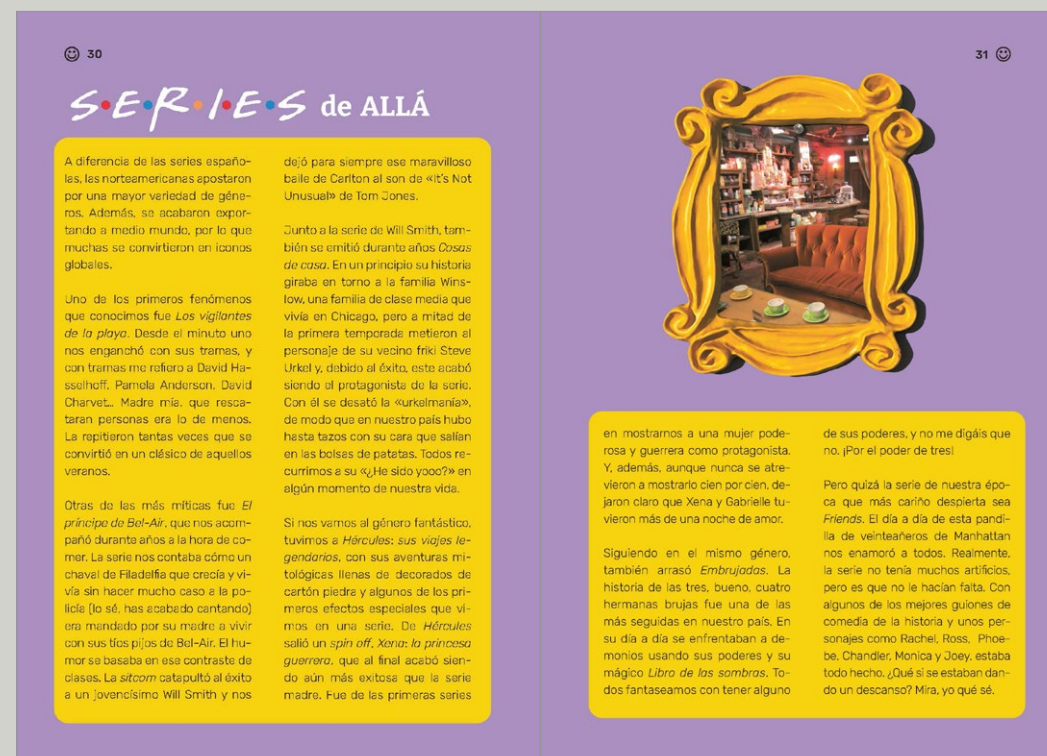 30
S•E•R•I•E•S de ALLÁ
A diferencia de las series españo-
las, las norteamericanas apostaron
por una mayor variedad de géne-
ros. Además, se acabaron expor-
tando a medio mundo, por lo que
muchas se convirtieron en iconos
globales.
Uno de los primeros fenómenos
que conocimos fue Los vigilantes
de la playa. Desde el minuto uno
nos enganchó con sus tramas, y
con tramas me refiero a David Ha-
sselhoff, Pamela Anderson, David
Charvet... Madre mía, que resca-
taran personas era lo de menos.
La repitieron tantas veces que se
convirtió en un clásico de aquellos
veranos.
Otras de las más míticas fue El
príncipe de Bel-Air, que nos acom-
pañó durante años a la hora de co-
mer. La serie nos contaba cómo un
chaval de Filadelfia que crecía y vi-
vía sin hacer mucho caso a la po-
licía (lo sé, has acabado cantando)
era mandado por su madre a vivir
con sus tíos pijos de Bel-Air. El hu-
mor se basaba en ese contraste de
clases. La sitcom catapultó al éxito
a un jovencísimo Will Smith y nos
dejó para siempre ese maravilloso
baile de Carlton al son de «It's Not
Unusual» de Tom Jones.
Junto a la serie de Will Smith, tam-
bién se emitió durante años Cosas
de casa. En un principio su historia
giraba en torno a la familia Wins-
low, una familia de clase media que
vivía en Chicago, pero a mitad de
la primera temporada metieron al
personaje de su vecino friki Steve
Urkel y, debido al éxito, este acabó
siendo el protagonista de la serie.
Con él se desató la «urkelmanía»,
de modo que en nuestro país hubo
hasta tazos con su cara que salían
en las bolsas de patatas. Todos re-
currimos a su «¿He sido yooo?» en
algún momento de nuestra vida.
Si nos vamos al género fantástico,
tuvimos a Hércules: sus viajes le-
gendarios, con sus aventuras mi-
tológicas llenas de decorados de
cartón piedra y algunos de los pri-
meros efectos especiales que vi-
mos en una serie. De Hércules
salió un spin off, Xena: la princesa
guerrera, que al final acabó sien-
do aún más exitosa que la serie
madre. Fue de las primeras series
31
en mostrarnos a una mujer pode-
rosa y guerrera como protagonista.
Y, además, aunque nunca se atre-
vieron a mostrarlo cien por cien, de-
jaron claro que Xena y Gabrielle tu-
vieron más de una noche de amor.
Siguiendo en el mismo género,
también arrasó Embrujadas. La
historia de las tres, bueno, cuatro
hermanas brujas fue una de las
más seguidas en nuestro país. En
su día a día se enfrentaban a de-
monios usando sus poderes y su
mágico Libro de las sombras. To-
dos fantaseamos con tener alguno
de sus poderes, y no me digáis que
no. ¡Por el poder de tres!
Pero quizá la serie de nuestra épo-
ca que más cariño despierta sea
Friends. El día a día de esta pandi-
lla de veinteañeros de Manhattan
nos enamoró a todos. Realmente,
la serie no tenía muchos artificios,
pero es que no le hacían falta. Con
algunos de los mejores guiones de
comedia de la historia y unos per-
sonajes como Rachel, Ross, Phoe-
be, Chandler, Monica y Joey, estaba
todo hecho. ¿Qué si se estaban dan-
do un descanso? Mira, yo qué sé.